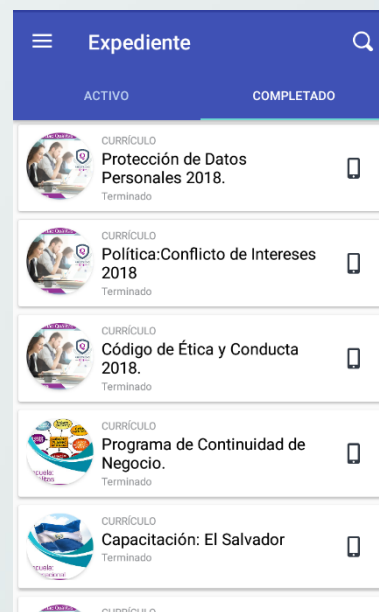 Expediente
ACTIVO
COMPLETADO
CURRÍCULO
Protección de Datos
Personales 2018.
Terminado
CURRÍCULO
Política:Conflicto de Intereses
2018
Terminado
CURRÍCULO
Código de Ética y Conducta
2018.
Terminado
CURRÍCULO
Programa de Continuidad de
Negocio.
Terminado
CURRÍCULO
Capacitación: El Salvador
Terminado
CURRÍCULO